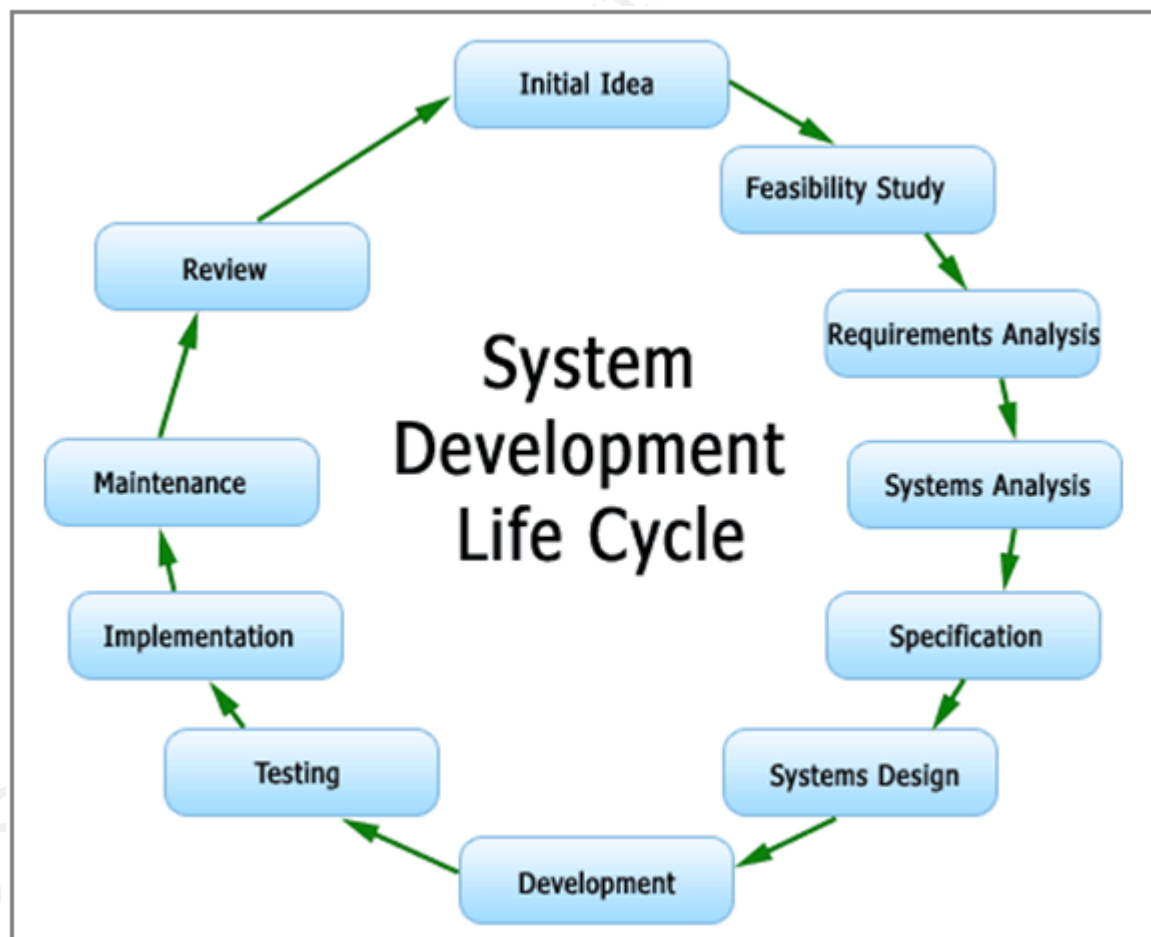 Initial Idea
Feasibility Study
Requirements Analysis
Systems Analysis
Specification
Systems Design
Development
Testing
Implementation
Maintenance
Review
System
Development
Life Cycle